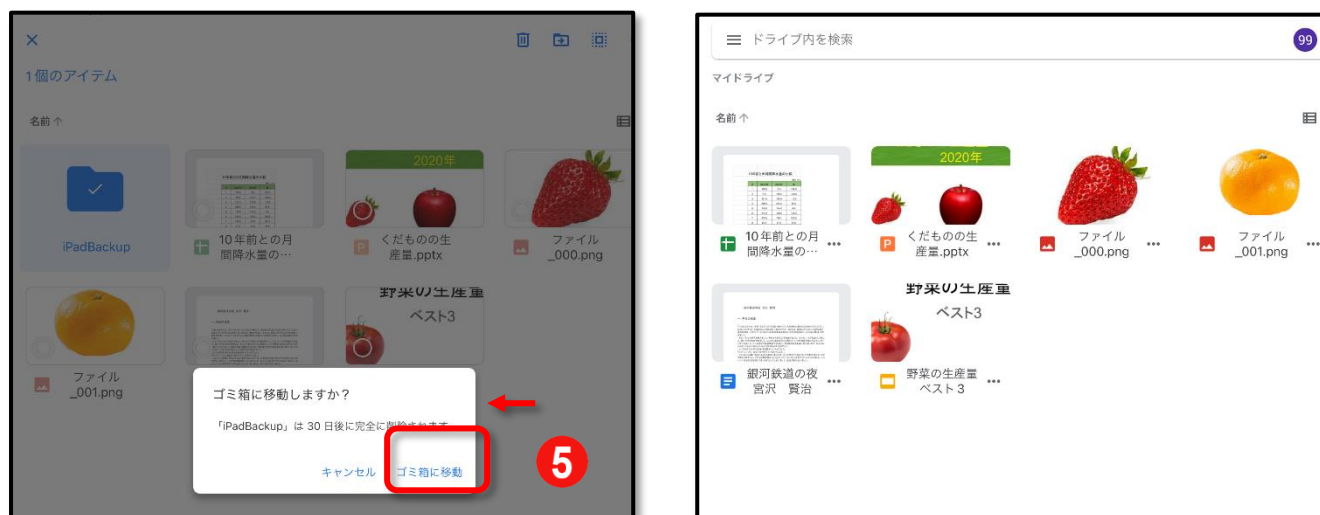 1個のアイテム
名前 ↑
2020年
iPadBackup
10年前との月
間降水量の…
くだものの生
産量.pptx
ファイル
_000.png
野菜の生産量
ベスト3
ファイル
_001.png
ゴミ箱に移動しますか？
「iPadBackup」は 30 日後に完全に削除されます
キャンセル
ゴミ箱に移動
5
ドライブ内を検索
99
マイドライブ
名前 ↑
2020年
10年前との月
間降水量の…
くだものの生
産量.pptx
ファイル
_000.png
ファイル
_001.png
野菜の生産量
ベスト3
銀河鉄道の夜
宮沢　賢治
野菜の生産量
ベスト 3